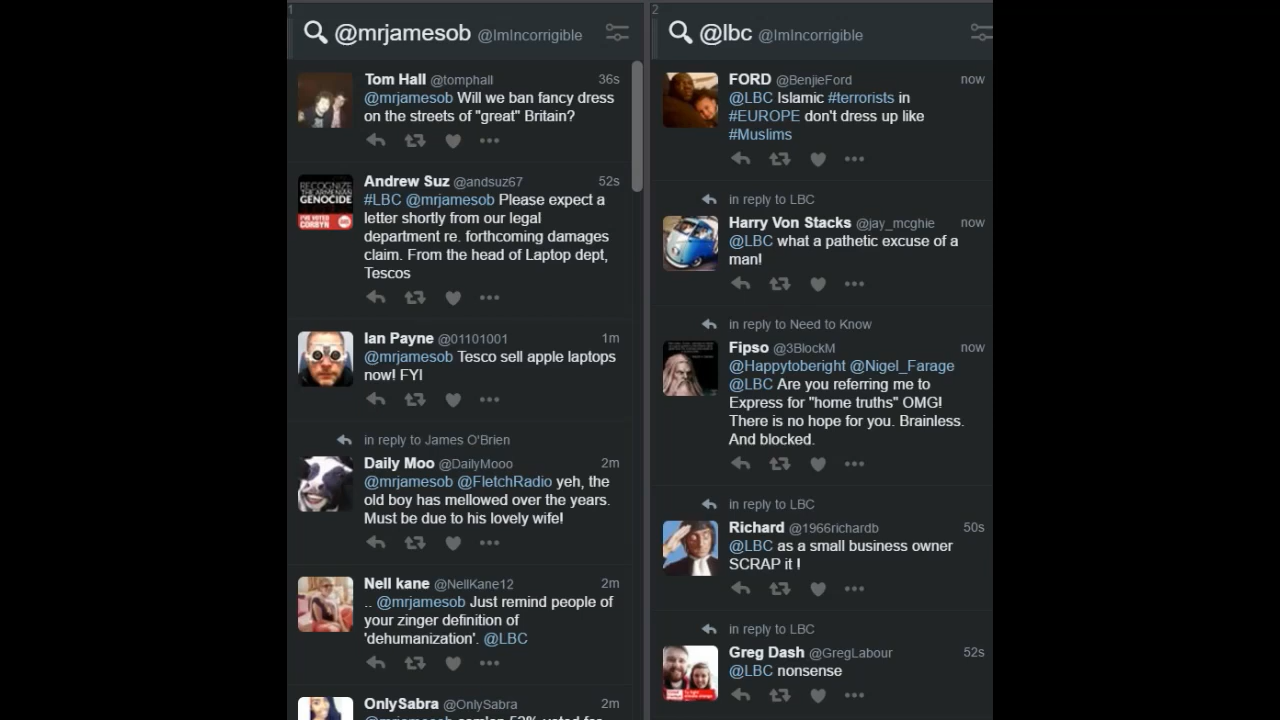 1
@mrjamesob @ImIncorrigible
Tom Hall @tomphall 36s
@mrjamesob Will we ban fancy dress
on the streets of "great" Britain?
RECOGNIZE
THE ARMENIAN
GENOCIDE
I'VE VOTED
CORBYN
Andrew Suz @andsuz67 52s
#LBC @mrjamesob Please expect a
letter shortly from our legal
department re. forthcoming damages
claim. From the head of Laptop dept,
Tescos
Ian Payne @01101001 1m
@mrjamesob Tesco sell apple laptops
now! FYI
in reply to James O'Brien
Daily Moo @DailyMooo 2m
@mrjamesob @FletchRadio yeh, the
old boy has mellowed over the years.
Must be due to his lovely wife!
Nell kane @NellKane12 2m
.. @mrjamesob Just remind people of
your zinger definition of
'dehumanization'. @LBC
OnlySabra @OnlySabra 2m
2
@lbc @ImIncorrigible
FORD @BenjieFord now
@LBC Islamic #terrorists in
#EUROPE don't dress up like
#Muslims
in reply to LBC
Harry Von Stacks @jay_mcghie now
@LBC what a pathetic excuse of a
man!
in reply to Need to Know
Fipso @3BlockM now
@Happytoberight @Nigel_Farage
@LBC Are you referring me to
Express for "home truths" OMG!
There is no hope for you. Brainless.
And blocked.
in reply to LBC
Richard @1966richardb 50s
@LBC as a small business owner
SCRAP it !
in reply to LBC
Greg Dash @GregLabour 52s
@LBC nonsense